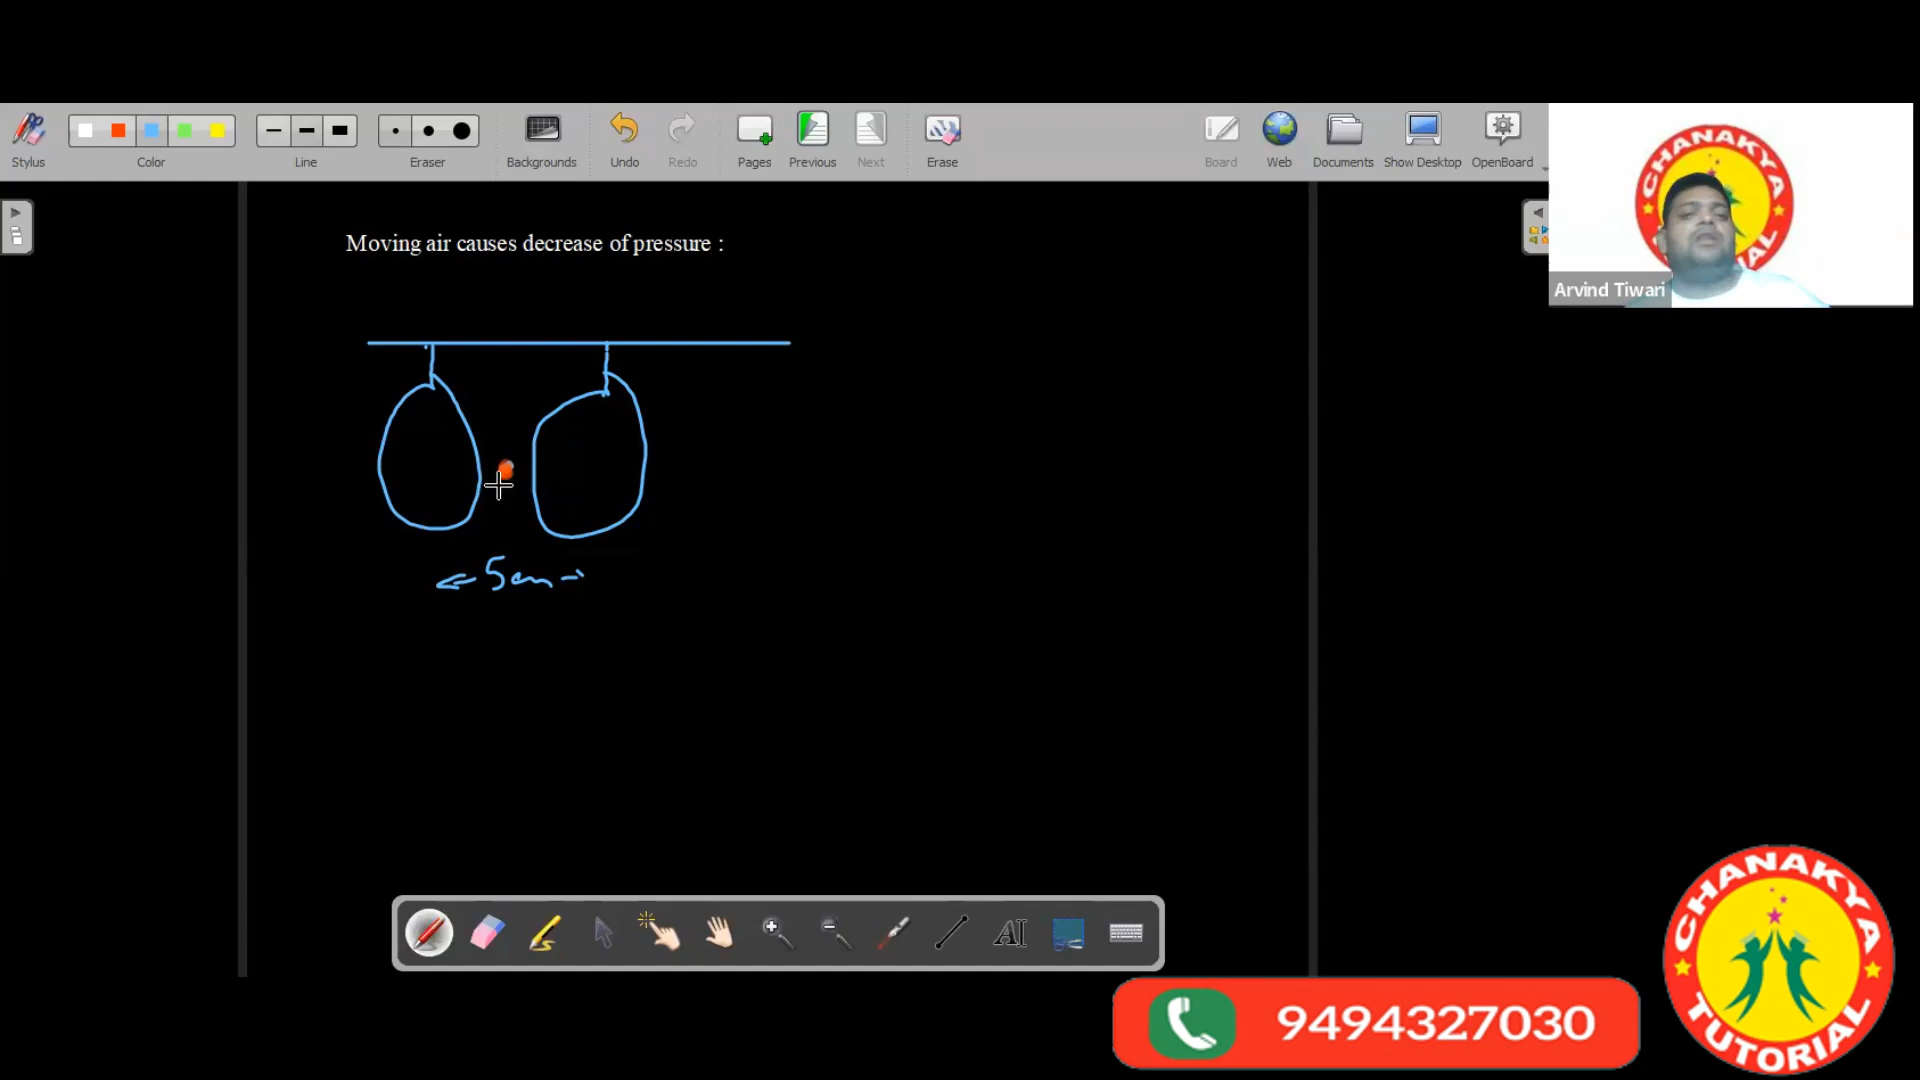 Stylus
Color
Line
Eraser
Backgrounds
Undo
Redo
Pages
Previous
Next
Erase
Board
Web
Documents
Show Desktop
OpenBoard
CHANAKYA
Arvind Tiwari
Moving air causes decrease of pressure :
5cm
AI
9494327030
CHANAKYA
TUTORIAL